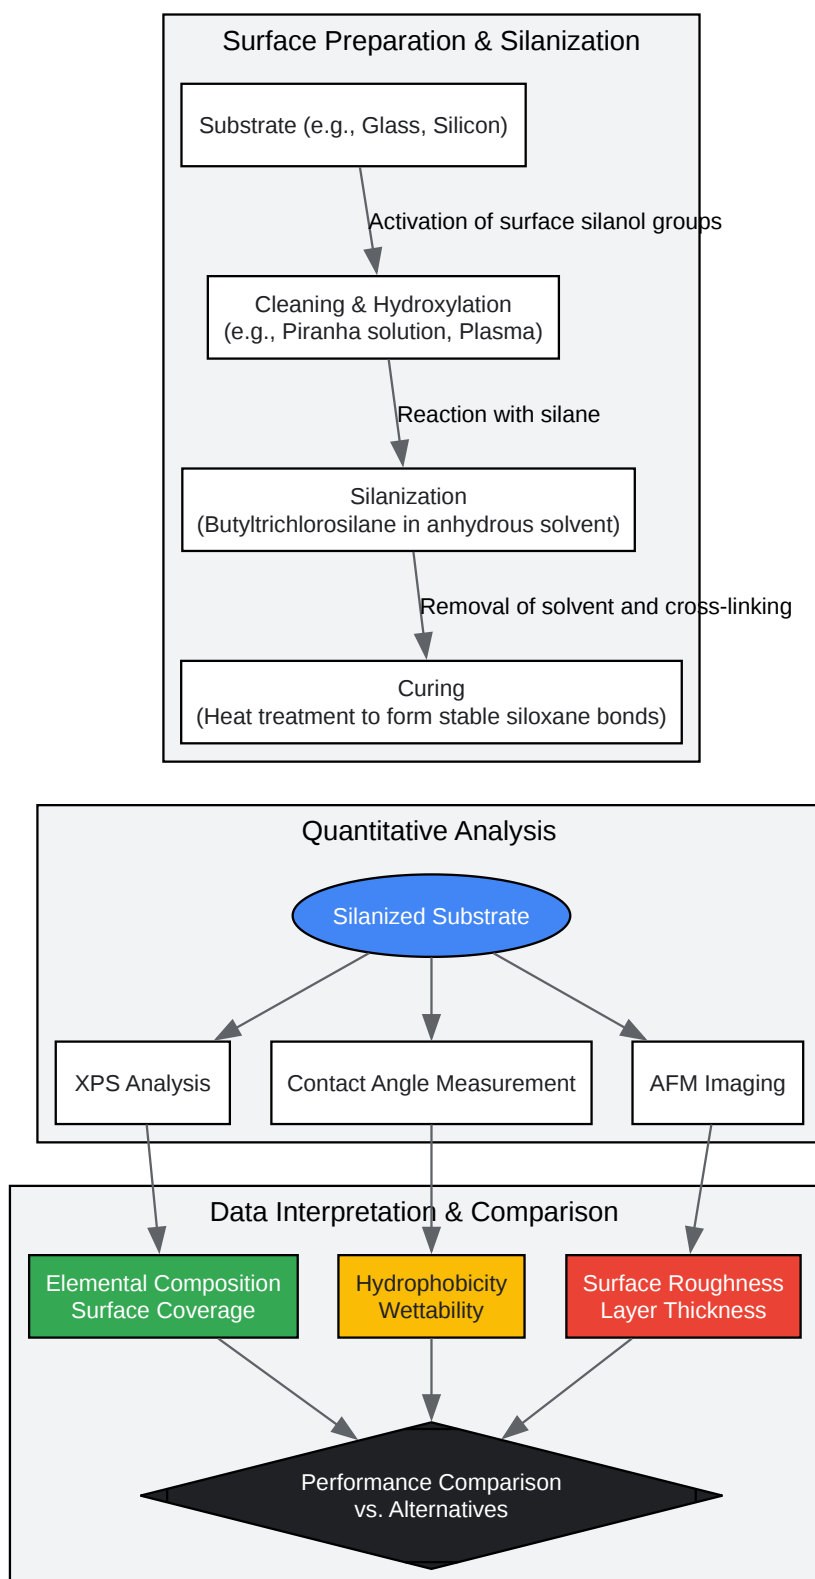 Surface Preparation & Silanization
Substrate (e.g., Glass, Silicon)
Activation of surface silanol groups
Cleaning & Hydroxylation
(e.g., Piranha solution, Plasma)
Reaction with silane
Silanization
(Butyltrichlorosilane in anhydrous solvent)
Removal of solvent and cross-linking
Curing
(Heat treatment to form stable siloxane bonds)
Quantitative Analysis
Silanized Substrate
XPS Analysis
Contact Angle Measurement
AFM Imaging
Data Interpretation & Comparison
Elemental Composition
Surface Coverage
Hydrophobicity
Wettability
Surface Roughness
Layer Thickness
Performance Comparison
vs. Alternatives